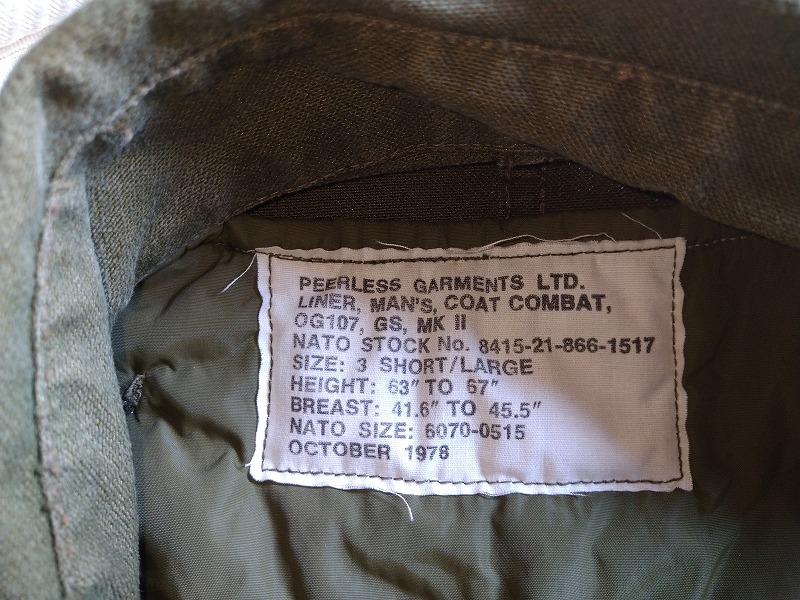 PEERLESS GARMENTS LTD.
LINER, MAN'S, COAT COMBAT,
OG107, GS, MK II
NATO STOCK No. 8415-21-866-1517
SIZE: 3 SHORT/LARGE
HEIGHT: 63" TO 67"
BREAST: 41.6" TO 45.5"
NATO SIZE: 6070-0515
OCTOBER 1978